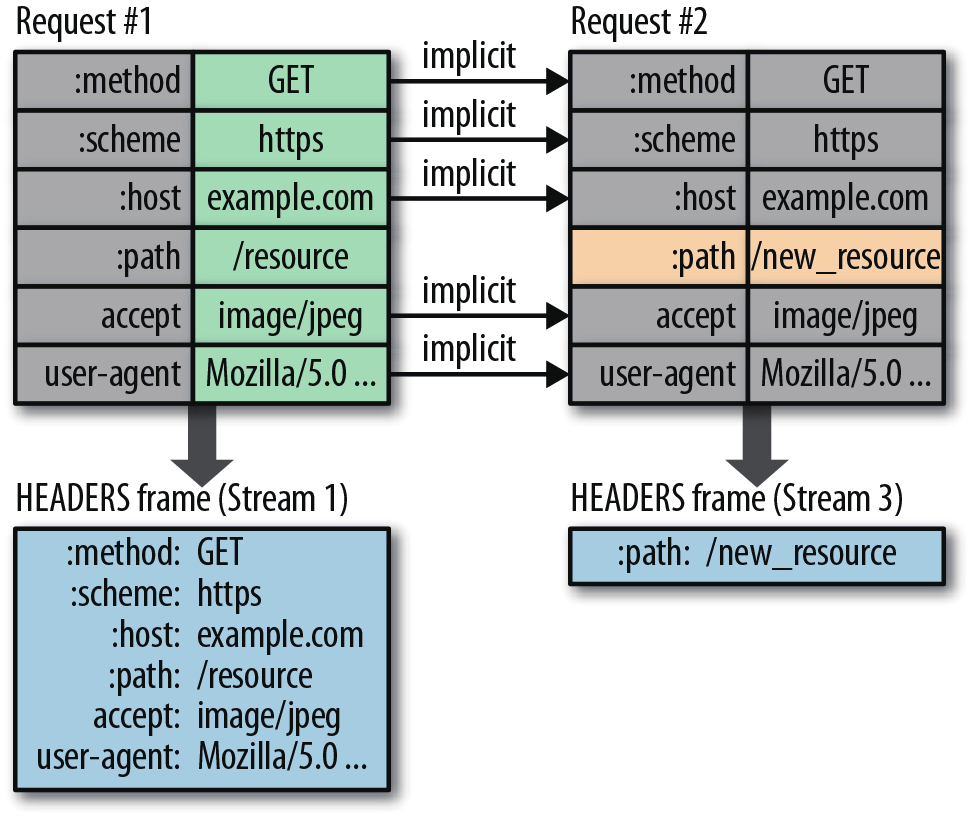 Request #1
:method GET
:scheme https
:host example.com
:path /resource
accept image/jpeg
user-agent Mozilla/5.0 ...
implicit
implicit
implicit
implicit
implicit
Request #2
:method GET
:scheme https
:host example.com
:path /new_resource
accept image/jpeg
user-agent Mozilla/5.0 ...
HEADERS frame (Stream 1)
:method: GET
:scheme: https
:host: example.com
:path: /resource
accept: image/jpeg
user-agent: Mozilla/5.0 ...
HEADERS frame (Stream 3)
:path: /new_resource